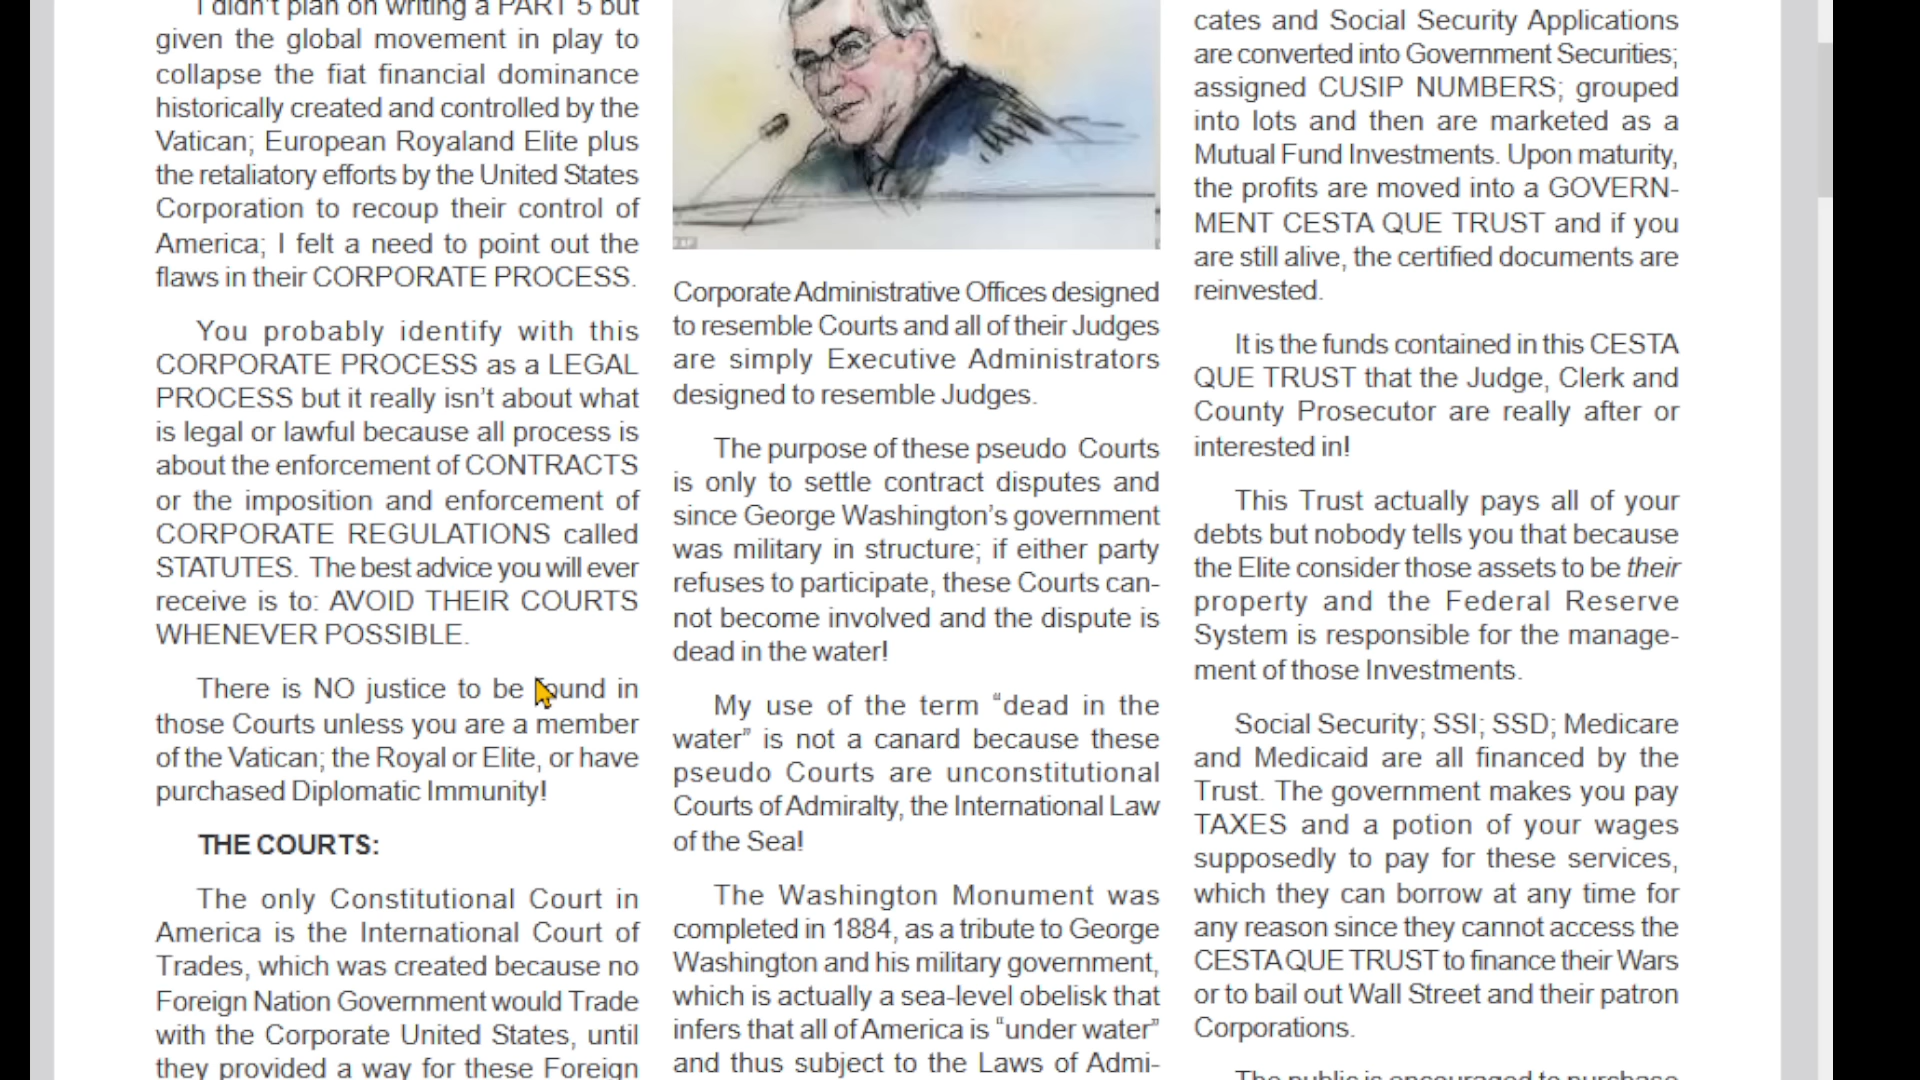 I didn't plan on writing a PART 5 but
given the global movement in play to
collapse the fiat financial dominance
historically created and controlled by the
Vatican; European Royaland Elite plus
the retaliatory efforts by the United States
Corporation to recoup their control of
America; I felt a need to point out the
flaws in their CORPORATE PROCESS.
You probably identify with this
CORPORATE PROCESS as a LEGAL
PROCESS but it really isn't about what
is legal or lawful because all process is
about the enforcement of CONTRACTS
or the imposition and enforcement of
CORPORATE REGULATIONS called
STATUTES. The best advice you will ever
receive is to: AVOID THEIR COURTS
WHENEVER POSSIBLE.
There is NO justice to be found in
those Courts unless you are a member
of the Vatican; the Royal or Elite, or have
purchased Diplomatic Immunity!
THE COURTS:
The only Constitutional Court in
America is the International Court of
Trades, which was created because no
Foreign Nation Government would Trade
with the Corporate United States, until
they provided a way for these Foreign
Corporate Administrative Offices designed
to resemble Courts and all of their Judges
are simply Executive Administrators
designed to resemble Judges.
The purpose of these pseudo Courts
is only to settle contract disputes and
since George Washington's government
was military in structure; if either party
refuses to participate, these Courts can-
not become involved and the dispute is
dead in the water!
My use of the term "dead in the
water" is not a canard because these
pseudo Courts are unconstitutional
Courts of Admiralty, the International Law
of the Sea!
The Washington Monument was
completed in 1884, as a tribute to George
Washington and his military government,
which is actually a sea-level obelisk that
infers that all of America is "under water"
and thus subject to the Laws of Admi-
cates and Social Security Applications
are converted into Government Securities;
assigned CUSIP NUMBERS; grouped
into lots and then are marketed as a
Mutual Fund Investments. Upon maturity,
the profits are moved into a GOVERN-
MENT CESTA QUE TRUST and if you
are still alive, the certified documents are
reinvested.
It is the funds contained in this CESTA
QUE TRUST that the Judge, Clerk and
County Prosecutor are really after or
interested in!
This Trust actually pays all of your
debts but nobody tells you that because
the Elite consider those assets to be their
property and the Federal Reserve
System is responsible for the manage-
ment of those Investments.
Social Security; SSI; SSD; Medicare
and Medicaid are all financed by the
Trust. The government makes you pay
TAXES and a potion of your wages
supposedly to pay for these services,
which they can borrow at any time for
any reason since they cannot access the
CESTA QUE TRUST to finance their Wars
or to bail out Wall Street and their patron
Corporations.
The public is encouraged to purchase